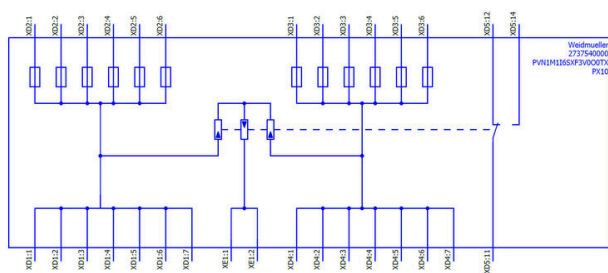 XD2:1
XD2:2
XD2:3
XD2:4
XD2:5
XD2:6
XD3:1
XD3:2
XD3:3
XD3:4
XD3:5
XD3:6
XD5:12
XD5:14
Weidmueller
2737540000
PVN1M1I6SXF3V0O0TX
PX10
XD1:1
XD1:2
XD1:3
XD1:4
XD1:5
XD1:6
XD1:7
XE1:1
XE1:2
XD4:1
XD4:2
XD4:3
XD4:4
XD4:5
XD4:6
XD4:7
XD5:11